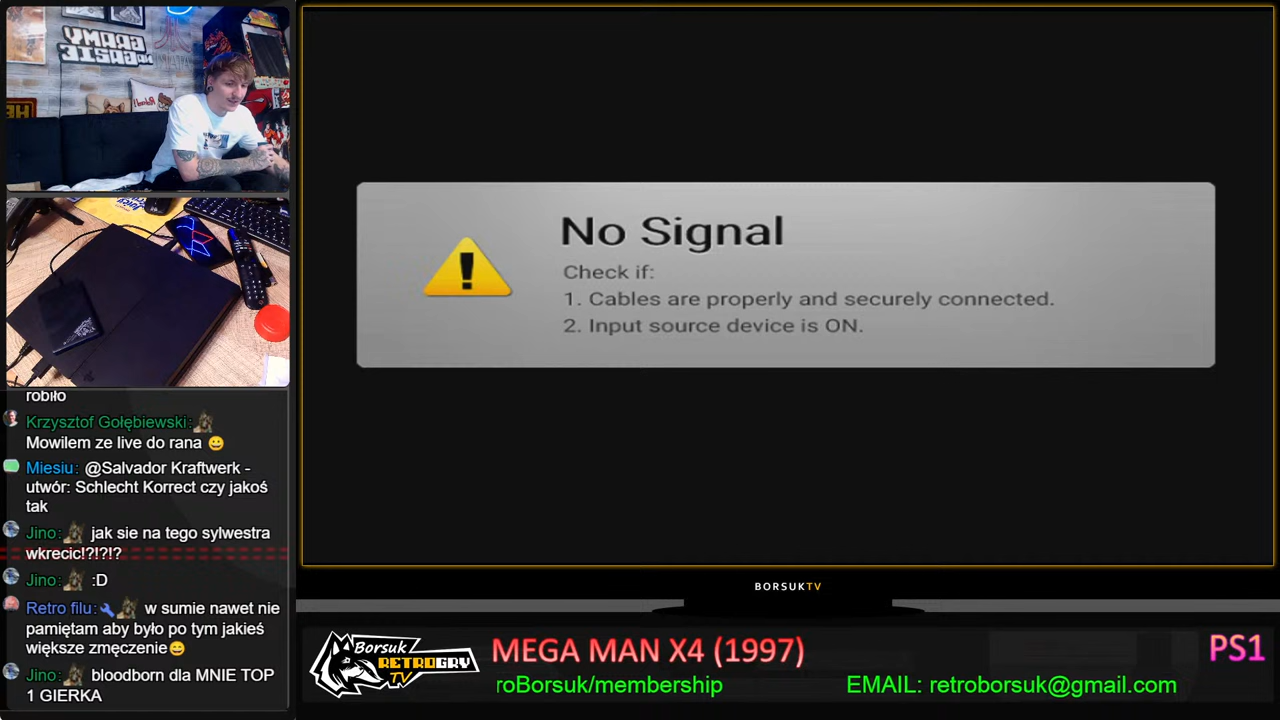 No Signal
Check if:
1. Cables are properly and securely connected.
2. Input source device is ON.
robiło
Krzysztof Gołębiewski:
Mowilem ze live do rana 😀
Miesiu: @Salvador Kraftwerk -
utwór: Schlecht Korrect czy jakoś
tak
Jino: jak sie na tego sylwestra
wkrecic!?!?!?
Jino: :D
Retro filu: w sumie nawet nie
pamiętam aby było po tym jakieś
większe zmęczenie😄
Jino: bloodborn dla MNIE TOP
1 GIERKA
BORSUKTV
Borsuk
RETROGRY
TV
MEGA MAN X4 (1997)
PS1
roBorsuk/membership
EMAIL: retroborsuk@gmail.com